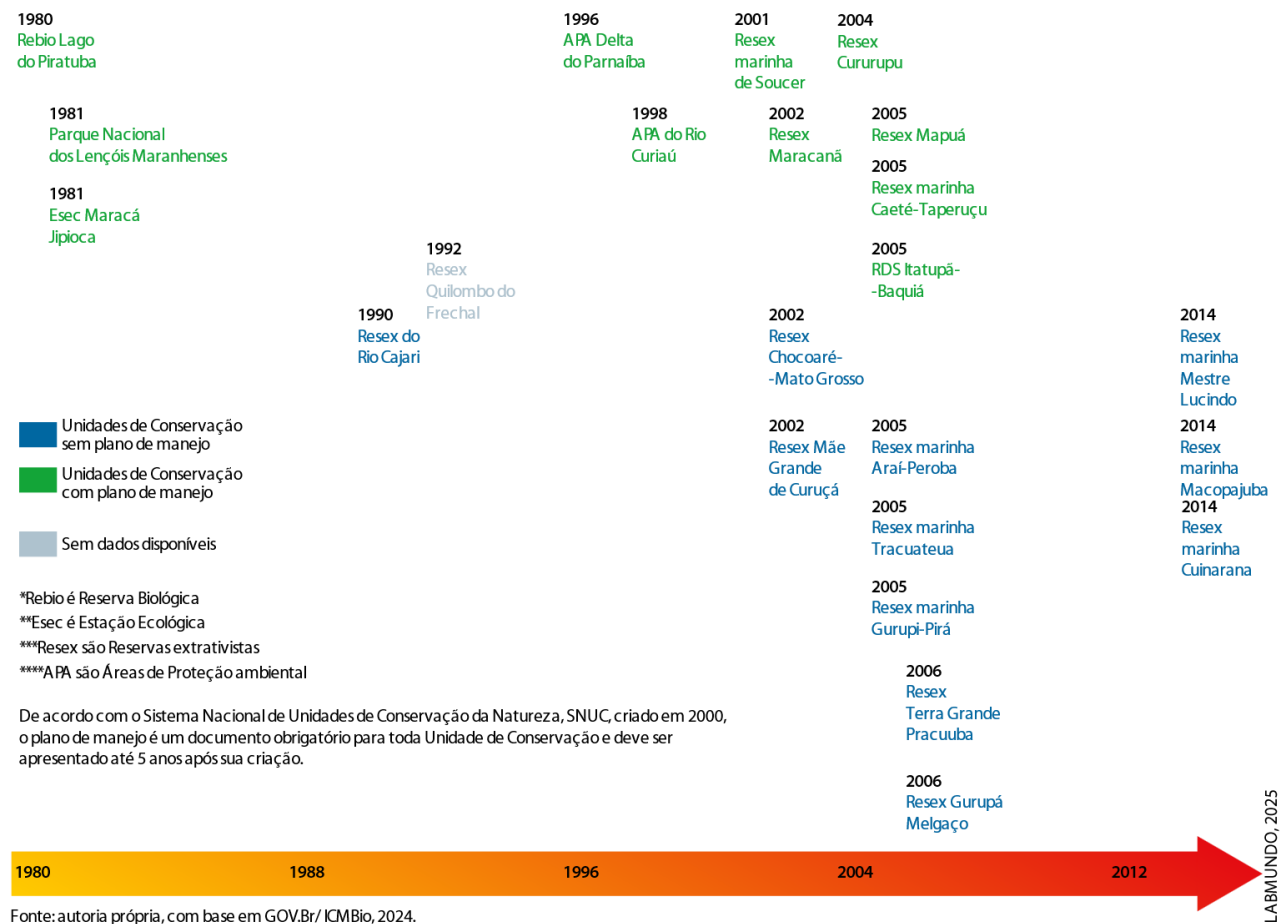 1980
Rebio Lago
do Piratuba
1981
Parque Nacional
dos Lençóis Maranhenses
1981
Esec Maracá
Jipioca
1990
Resex do
Rio Cajari
1992
Resex
Quilombo do
Frechal
1996
APA Delta
do Parnaíba
1998
APA do Rio
Curiaú
2001
Resex
marinha
de Soucer
2002
Resex
Maracanã
2002
Resex
Chocoaré-
-Mato Grosso
2002
Resex Mãe
Grande
de Curuçá
2004
Resex
Cururupu
2005
Resex Mapuá
2005
Resex marinha
Caeté-Taperuçu
2005
RDS Itatupã-
-Baquiá
2005
Resex marinha
Araí-Peroba
2005
Resex marinha
Tracuateua
2005
Resex marinha
Gurupi-Pirá
2006
Resex
Terra Grande
Pracuuba
2006
Resex Gurupá
Melgaço
2014
Resex
marinha
Mestre
Lucindo
2014
Resex
marinha
Macopajuba
2014
Resex
marinha
Cuinarana
Unidades de Conservação
sem plano de manejo
Unidades de Conservação
com plano de manejo
Sem dados disponíveis
*Rebio é Reserva Biológica
**Esec é Estação Ecológica
***Resex são Reservas extrativistas
****APA são Áreas de Proteção ambiental
De acordo com o Sistema Nacional de Unidades de Conservação da Natureza, SNUC, criado em 2000,
o plano de manejo é um documento obrigatório para toda Unidade de Conservação e deve ser
apresentado até 5 anos após sua criação.
1980 1988 1996 2004 2012
Fonte: autoria própria, com base em GOV.Br/ ICMBio, 2024.
LABMUNDO, 2025